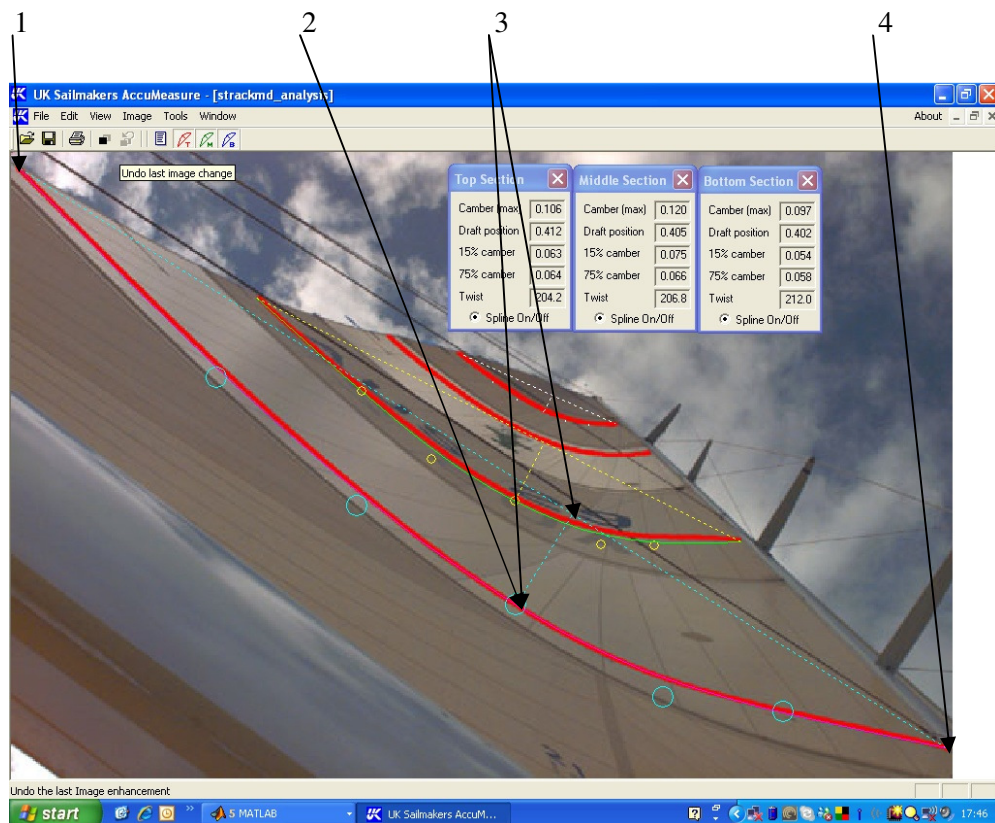 1 2 3 4
UK Sailmakers AccuMeasure - [strackmd_analysis]
File Edit View Image Tools Window About
T M B
Undo last image change
Top Section Middle Section Bottom Section
Camber (max) 0.106 Camber (max) 0.120 Camber (max) 0.097
Draft position 0.412 Draft position 0.405 Draft position 0.402
15% camber 0.063 15% camber 0.075 15% camber 0.054
75% camber 0.064 75% camber 0.066 75% camber 0.058
Twist 204.2 Twist 206.8 Twist 212.0
Spline On/Off Spline On/Off Spline On/Off
Undo the last Image enhancement
start 5 MATLAB UK Sailmakers AccuM... 17:46